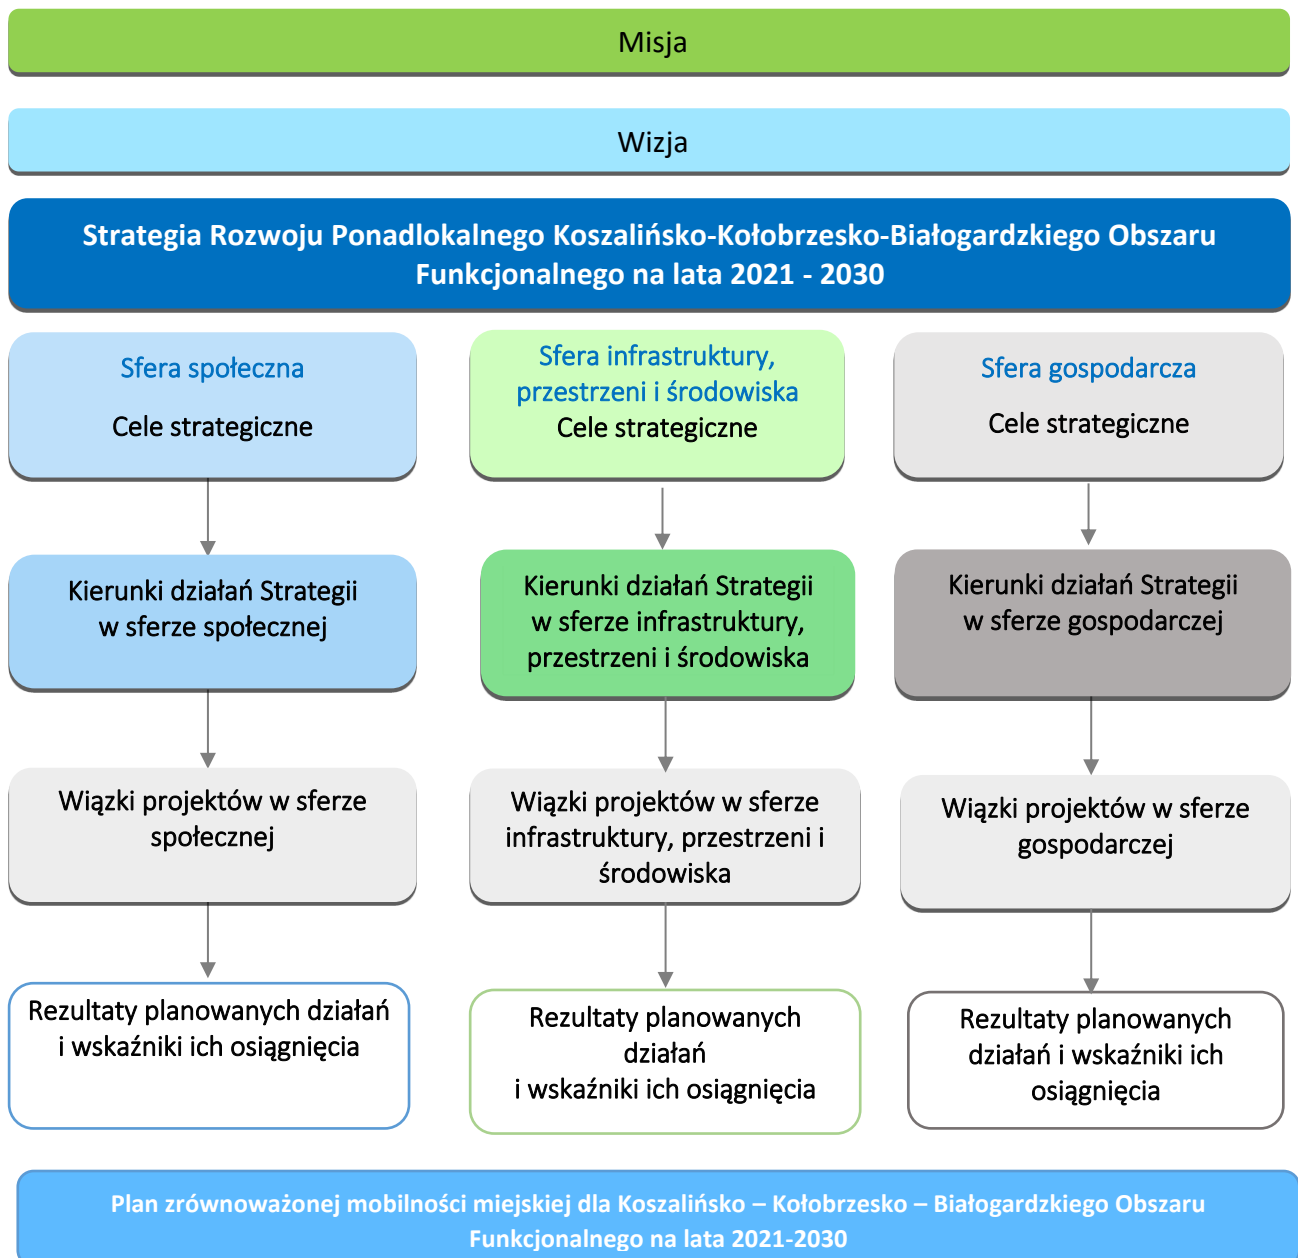 Misja
Wizja
Strategia Rozwoju Ponadlokalnego Koszalińsko-Kołobrzesko-Białogardzkiego Obszaru
Funkcjonalnego na lata 2021 - 2030
Sfera społeczna
Cele strategiczne
Sfera infrastruktury,
przestrzeni i środowiska
Cele strategiczne
Sfera gospodarcza
Cele strategiczne
Kierunki działań Strategii
w sferze społecznej
Kierunki działań Strategii
w sferze infrastruktury,
przestrzeni i środowiska
Kierunki działań Strategii
w sferze gospodarczej
Wiązki projektów w sferze
społecznej
Wiązki projektów w sferze
infrastruktury, przestrzeni i
środowiska
Wiązki projektów w sferze
gospodarczej
Rezultaty planowanych działań
i wskaźniki ich osiągnięcia
Rezultaty planowanych
działań
i wskaźniki ich osiągnięcia
Rezultaty planowanych
działań i wskaźniki ich
osiągnięcia
Plan zrównoważonej mobilności miejskiej dla Koszalińsko – Kołobrzesko – Białogardzkiego Obszaru
Funkcjonalnego na lata 2021-2030